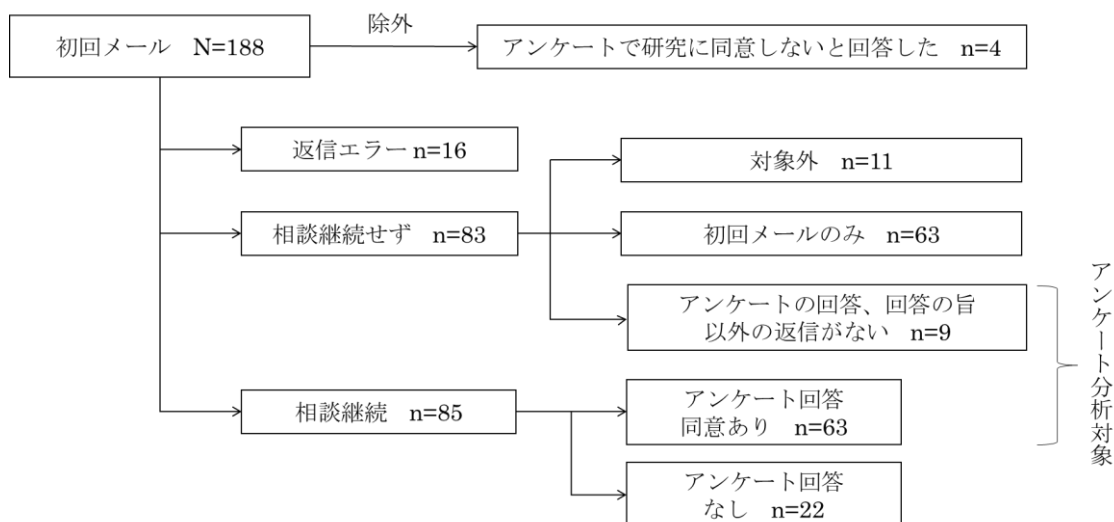 初回メール　N=188
除外
アンケートで研究に同意しないと回答した　n=4
返信エラー n=16
相談継続せず　n=83
対象外　n=11
初回メールのみ　n=63
アンケートの回答、回答の旨
以外の返信がない　n=9
相談継続　n=85
アンケート回答
同意あり　n=63
アンケート回答
なし　n=22
アンケート分析対象